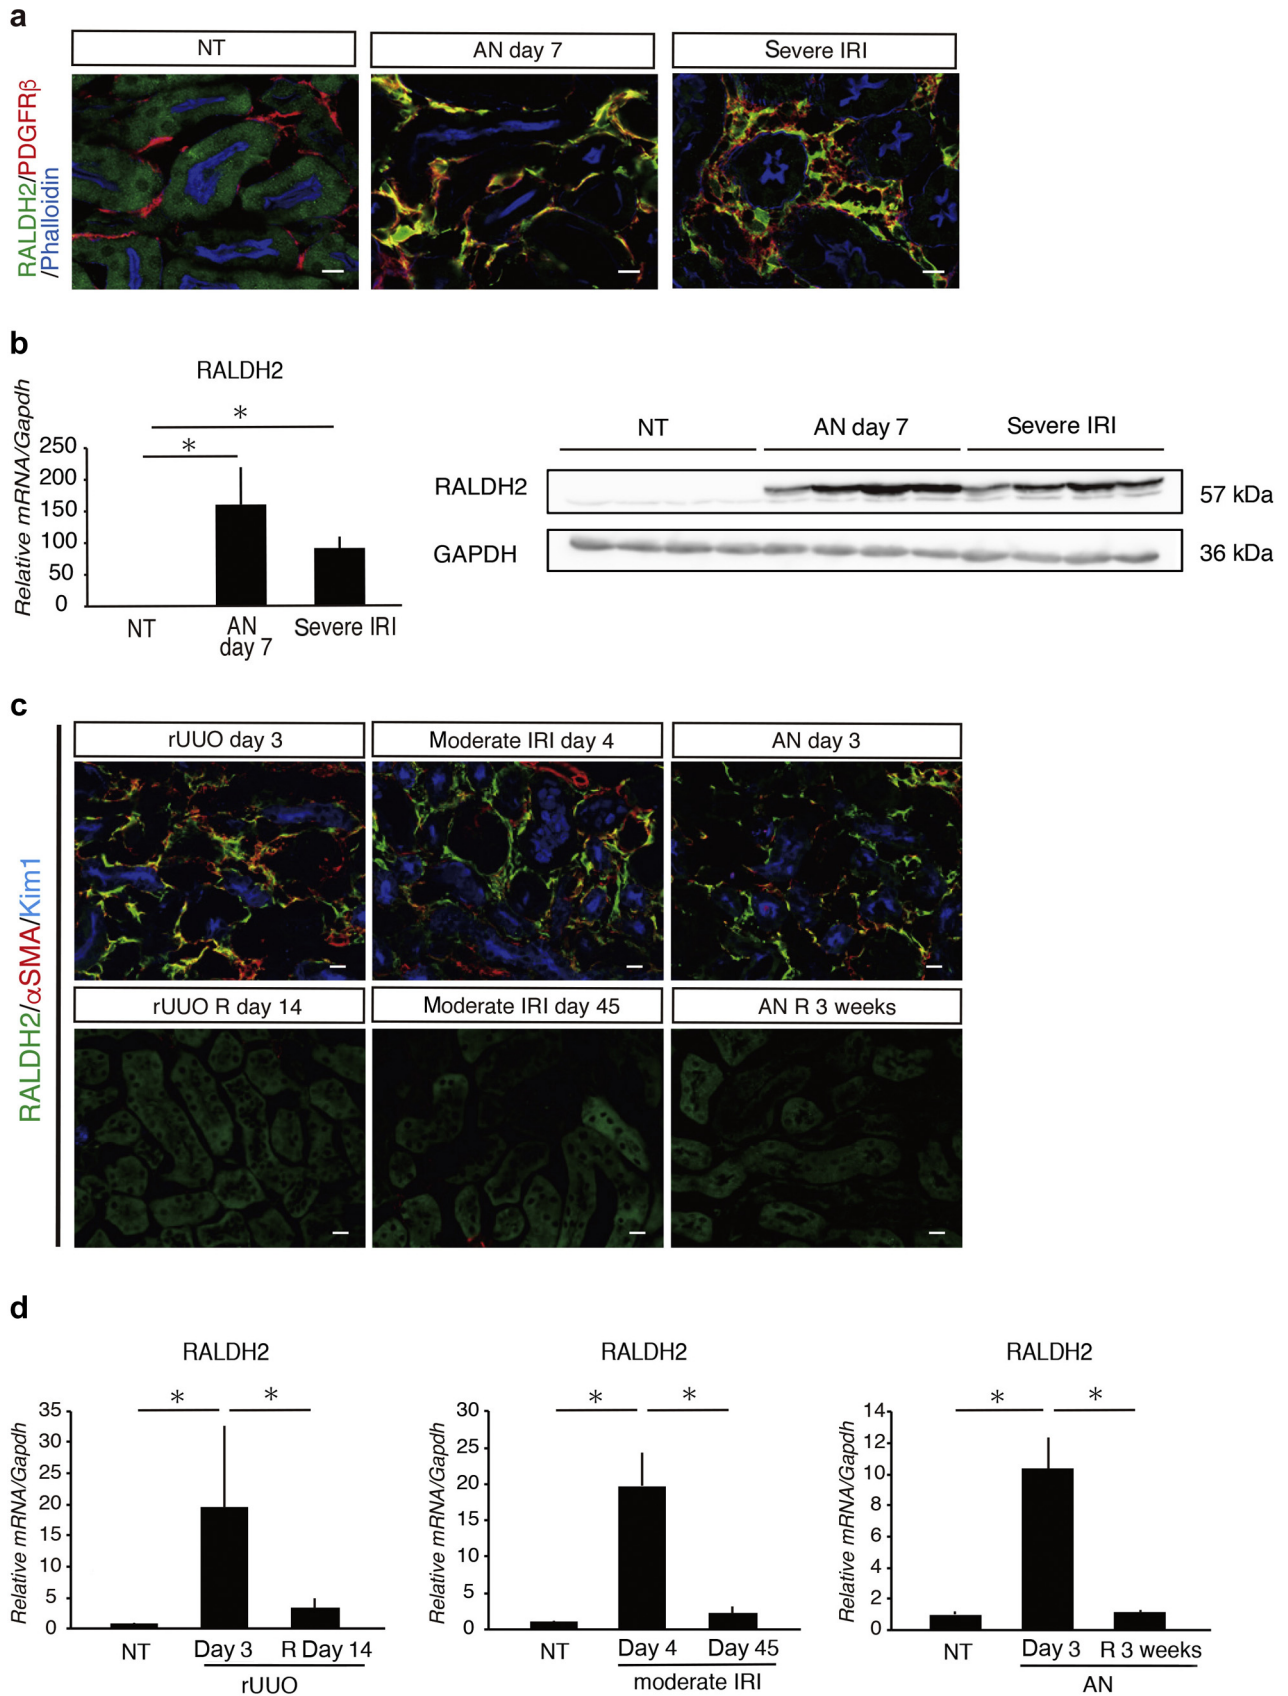 a
NT
AN day 7
Severe IRI
RALDH2/PDGFRβ
/Phalloidin
b
RALDH2
*
*
Relative mRNA/Gapdh
250
200
150
100
50
0
NT
AN
day 7
Severe IRI
NT
AN day 7
Severe IRI
RALDH2
57 kDa
GAPDH
36 kDa
c
rUUO day 3
Moderate IRI day 4
AN day 3
RALDH2/αSMA/Kim1
rUUO R day 14
Moderate IRI day 45
AN R 3 weeks
d
RALDH2
*
*
Relative mRNA/Gapdh
35
30
25
20
15
10
5
0
NT
Day 3
R Day 14
rUUO
RALDH2
*
*
Relative mRNA/Gapdh
30
25
20
15
10
5
0
NT
Day 4
Day 45
moderate IRI
RALDH2
*
*
Relative mRNA/Gapdh
14
12
10
8
6
4
2
0
NT
Day 3
R 3 weeks
AN